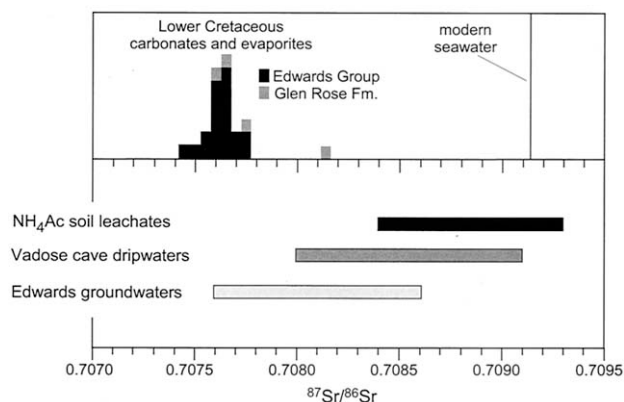 Lower Cretaceous
carbonates and evaporites
modern
seawater
Edwards Group
Glen Rose Fm.
NH₄Ac soil leachates
Vadose cave dripwaters
Edwards groundwaters
0.7070 0.7075 0.7080 0.7085 0.7090 0.7095
⁸⁷Sr/⁸⁶Sr